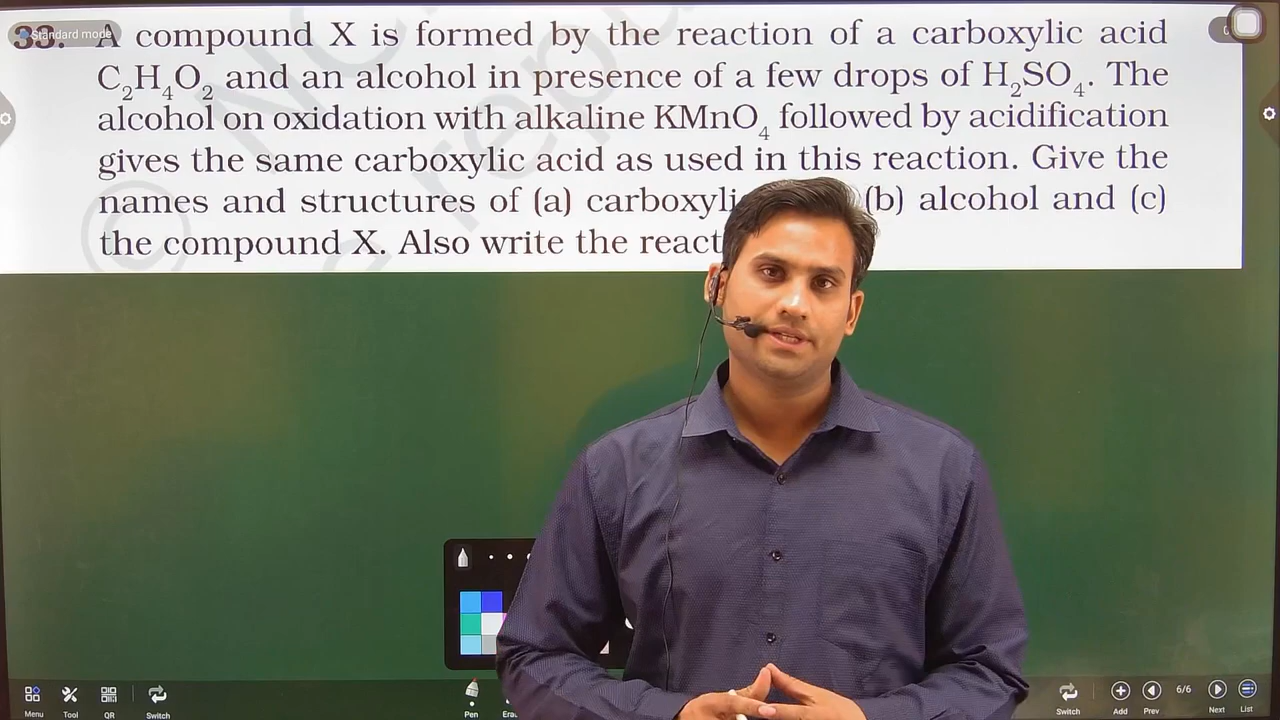 Standard mode
33. A compound X is formed by the reaction of a carboxylic acid
C₂H₄O₂ and an alcohol in presence of a few drops of H₂SO₄. The
alcohol on oxidation with alkaline KMnO₄ followed by acidification
gives the same carboxylic acid as used in this reaction. Give the
names and structures of (a) (b) alcohol and (c)
the compound X. Also write the
Menu Tool QR Switch Pen Switch Add Prev 6/6 Next List